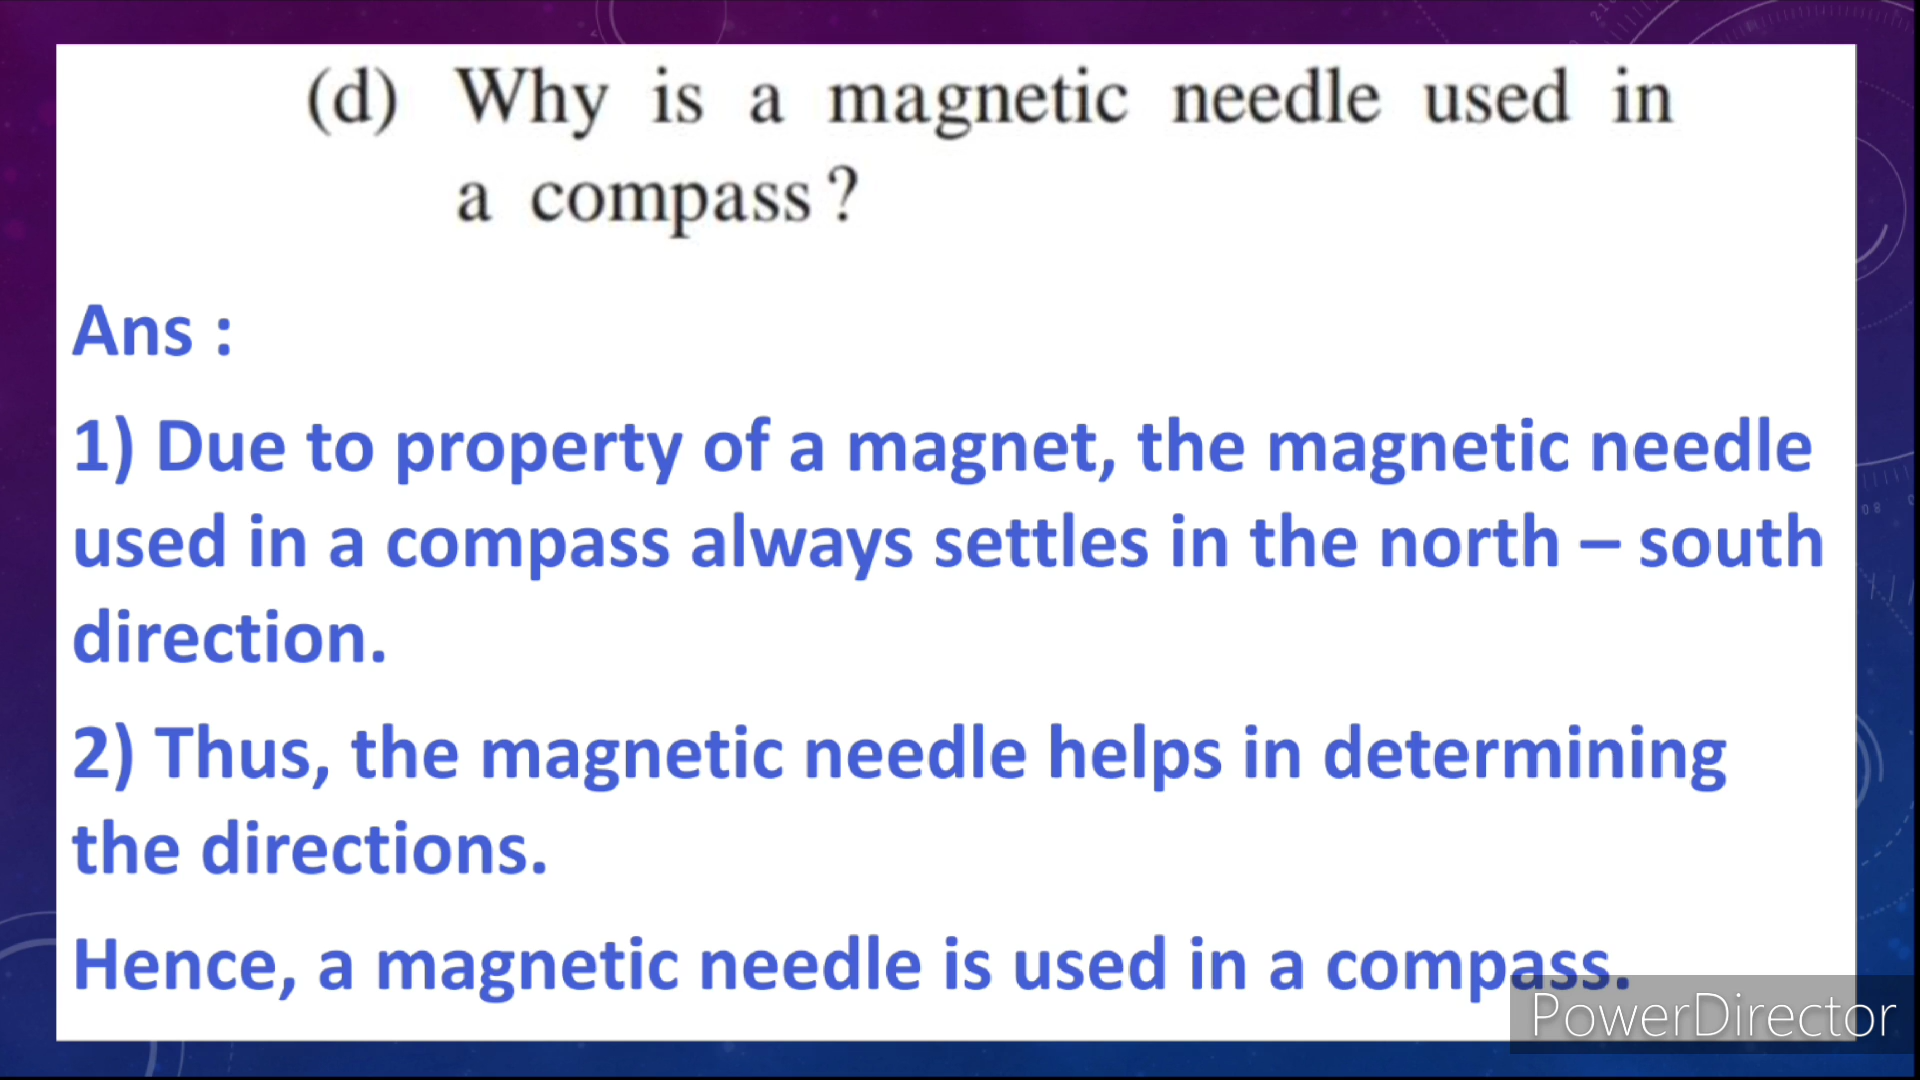 (d) Why is a magnetic needle used in
a compass ?
Ans :
1) Due to property of a magnet, the magnetic needle
used in a compass always settles in the north – south
direction.
2) Thus, the magnetic needle helps in determining
the directions.
Hence, a magnetic needle is used in a compass.
PowerDirector